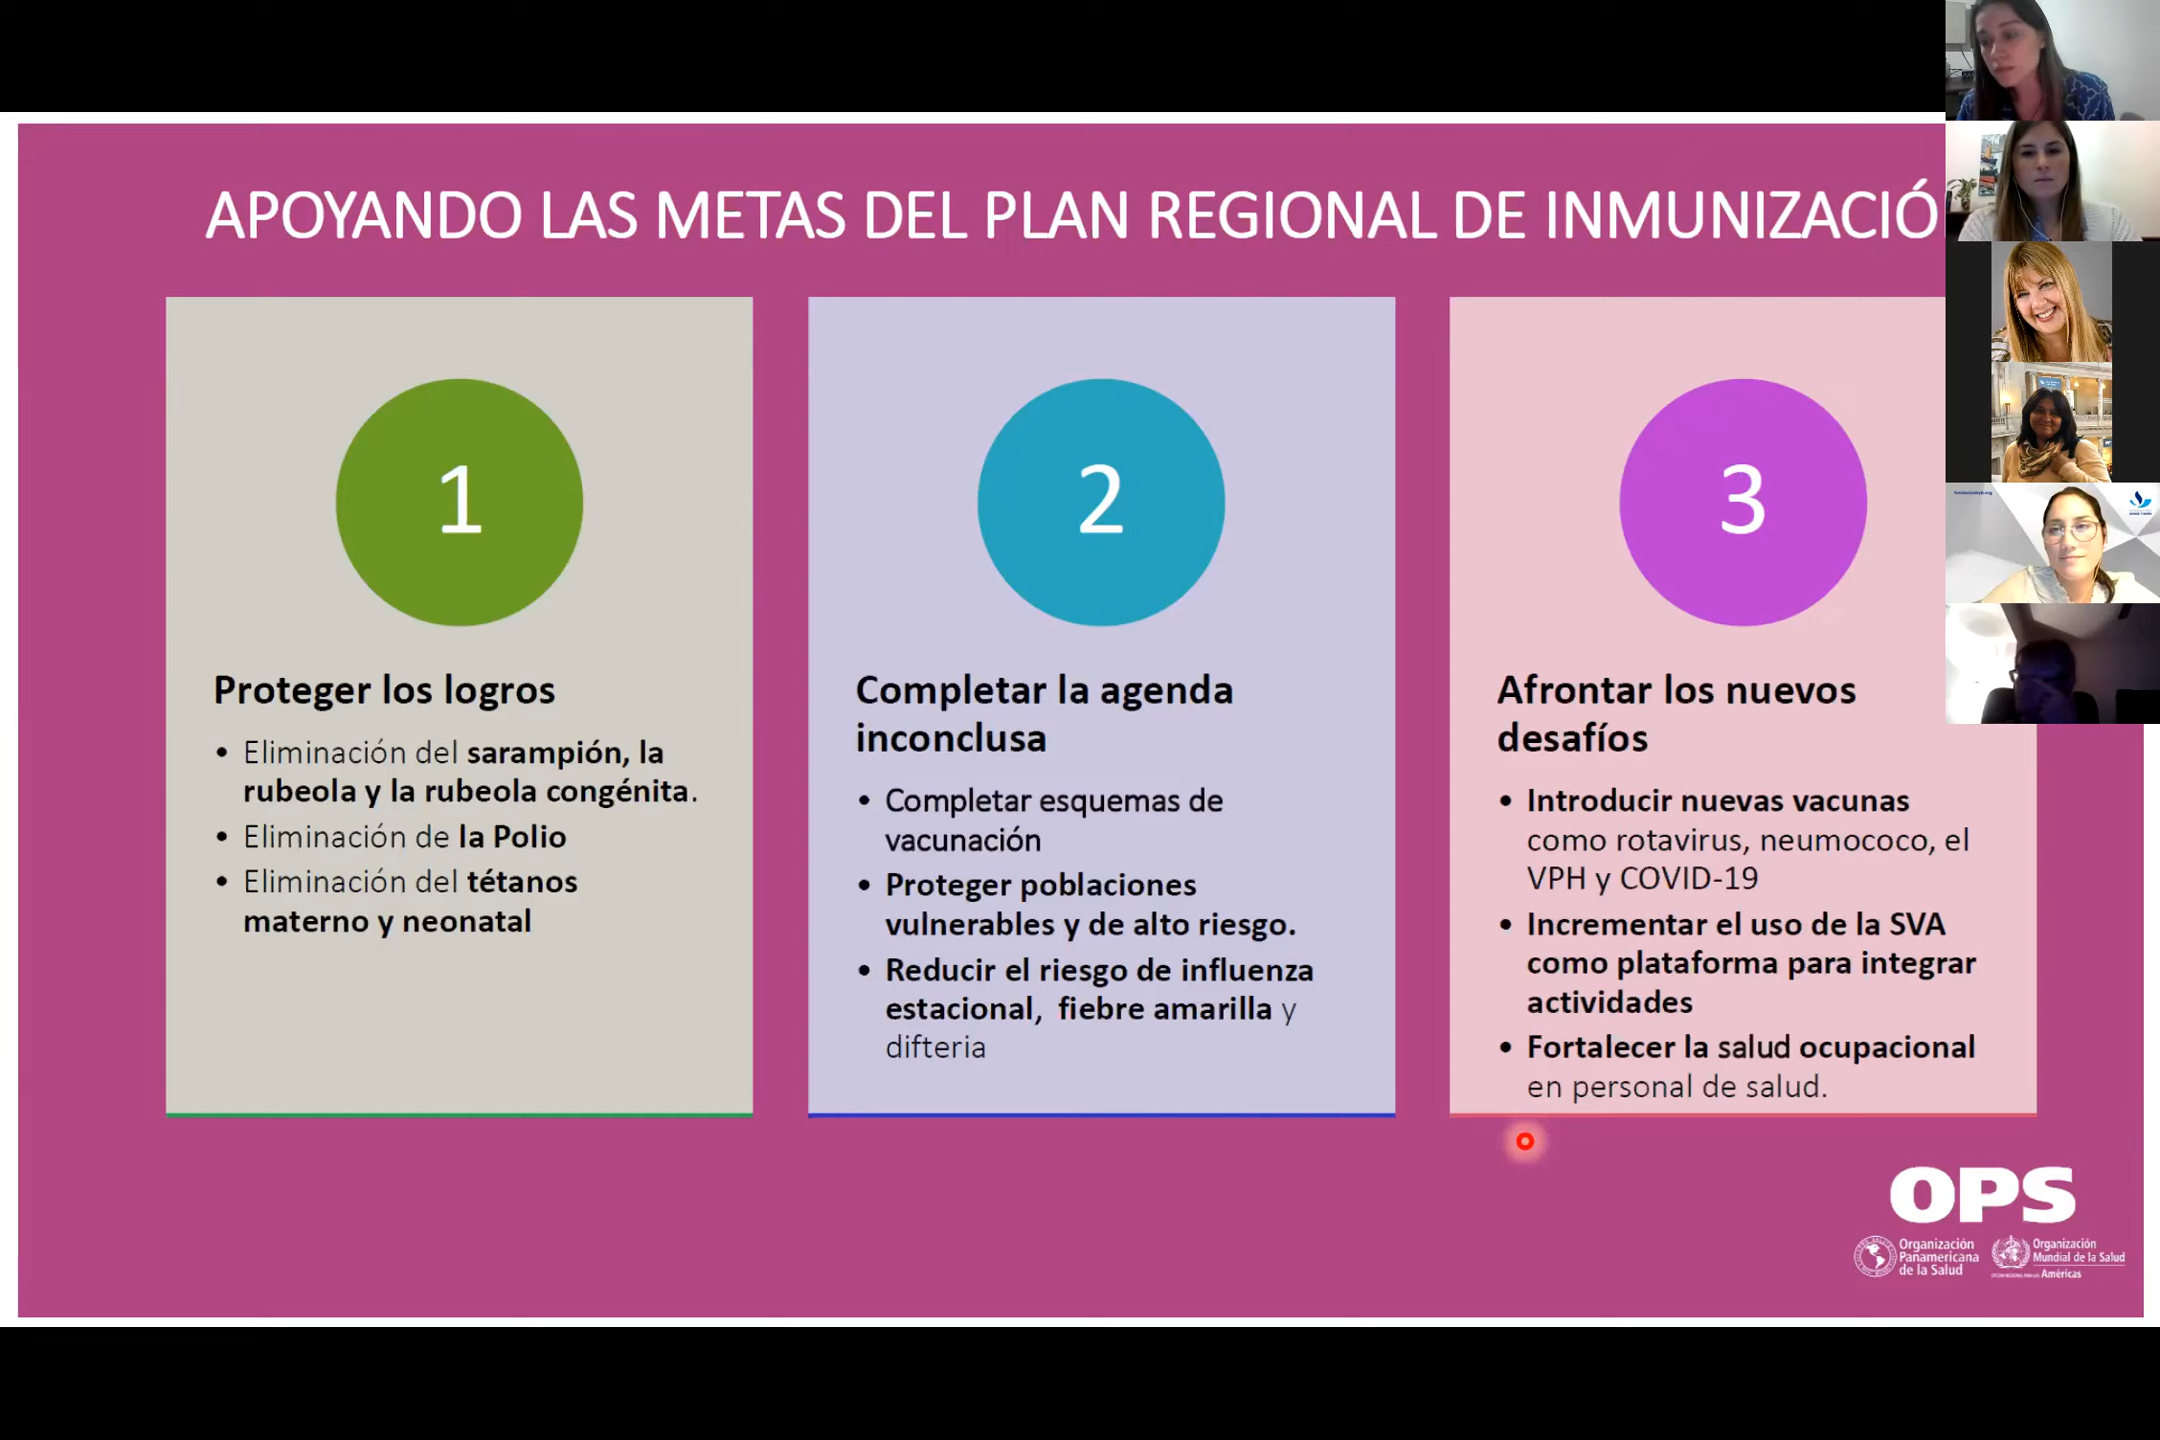 APOYANDO LAS METAS DEL PLAN REGIONAL DE INMUNIZACIÓ
1
Proteger los logros
• Eliminación del sarampión, la
rubeola y la rubeola congénita.
• Eliminación de la Polio
• Eliminación del tétanos
materno y neonatal
2
Completar la agenda
inconclusa
• Completar esquemas de
vacunación
• Proteger poblaciones
vulnerables y de alto riesgo.
• Reducir el riesgo de influenza
estacional, fiebre amarilla y
difteria
3
Afrontar los nuevos
desafíos
• Introducir nuevas vacunas
como rotavirus, neumococo, el
VPH y COVID-19
• Incrementar el uso de la SVA
como plataforma para integrar
actividades
• Fortalecer la salud ocupacional
en personal de salud.
OPS
Organización
Panamericana
de la Salud
Organización
Mundial de la Salud
Américas